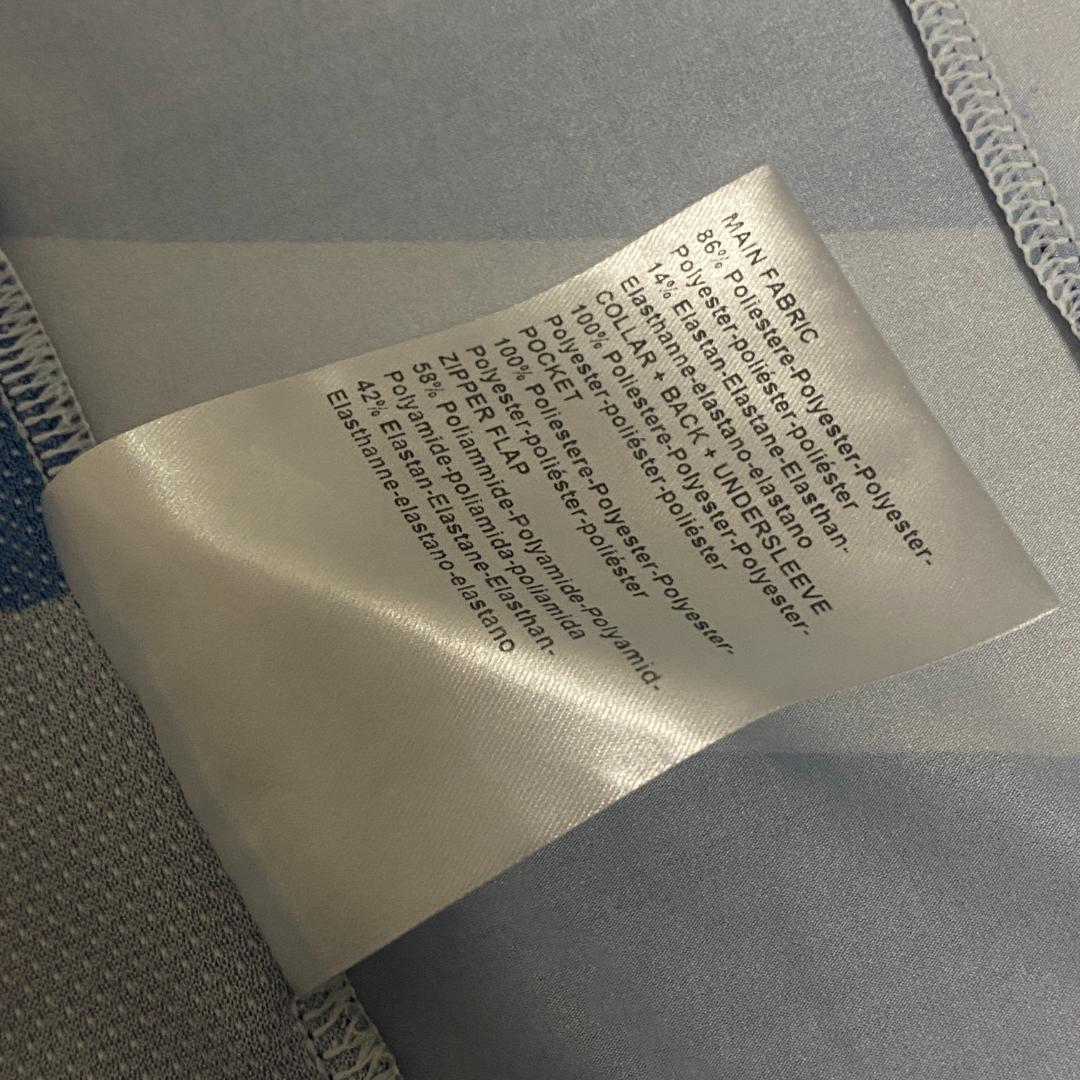 MAIN FABRIC
86% Poliestere-Polyester-Polyester-
Polyester-poliéster-poliéster
14% Elastan-Elastane-Elasthan-
Elasthanne-elastano-elastano
COLLAR + BACK + UNDERSLEEVE
100% Poliestere-Polyester-Polyester-
Polyester-poliéster-poliéster
POCKET
100% Poliestere-Polyester-Polyester-
Polyester-poliéster-poliéster
ZIPPER FLAP
58% Poliammide-Polyamide-Polyamid-
Polyamide-poliamida-poliamida
42% Elastan-Elastane-Elasthan-
Elasthanne-elastano-elastano